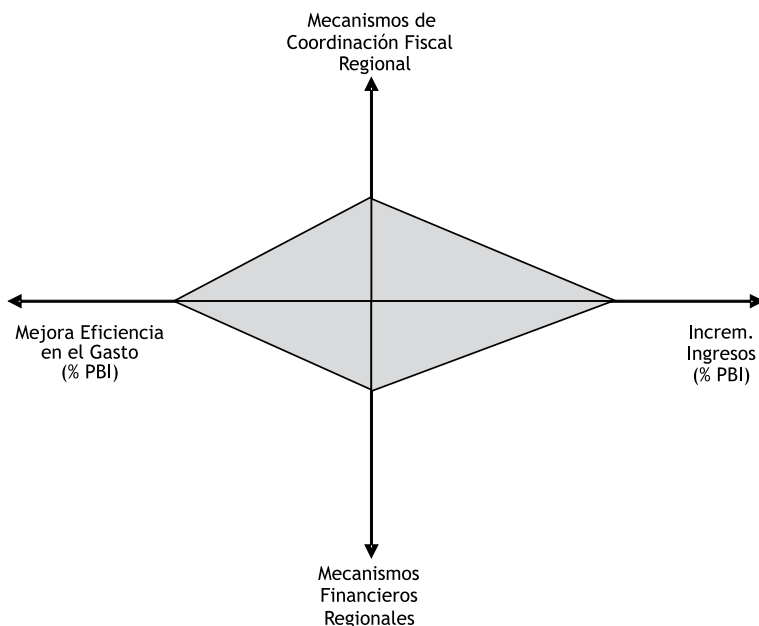 Mecanismos de
Coordinación Fiscal
Regional
Mejora Eficiencia
en el Gasto
(% PBI)
Increm.
Ingresos
(% PBI)
Mecanismos
Financieros
Regionales